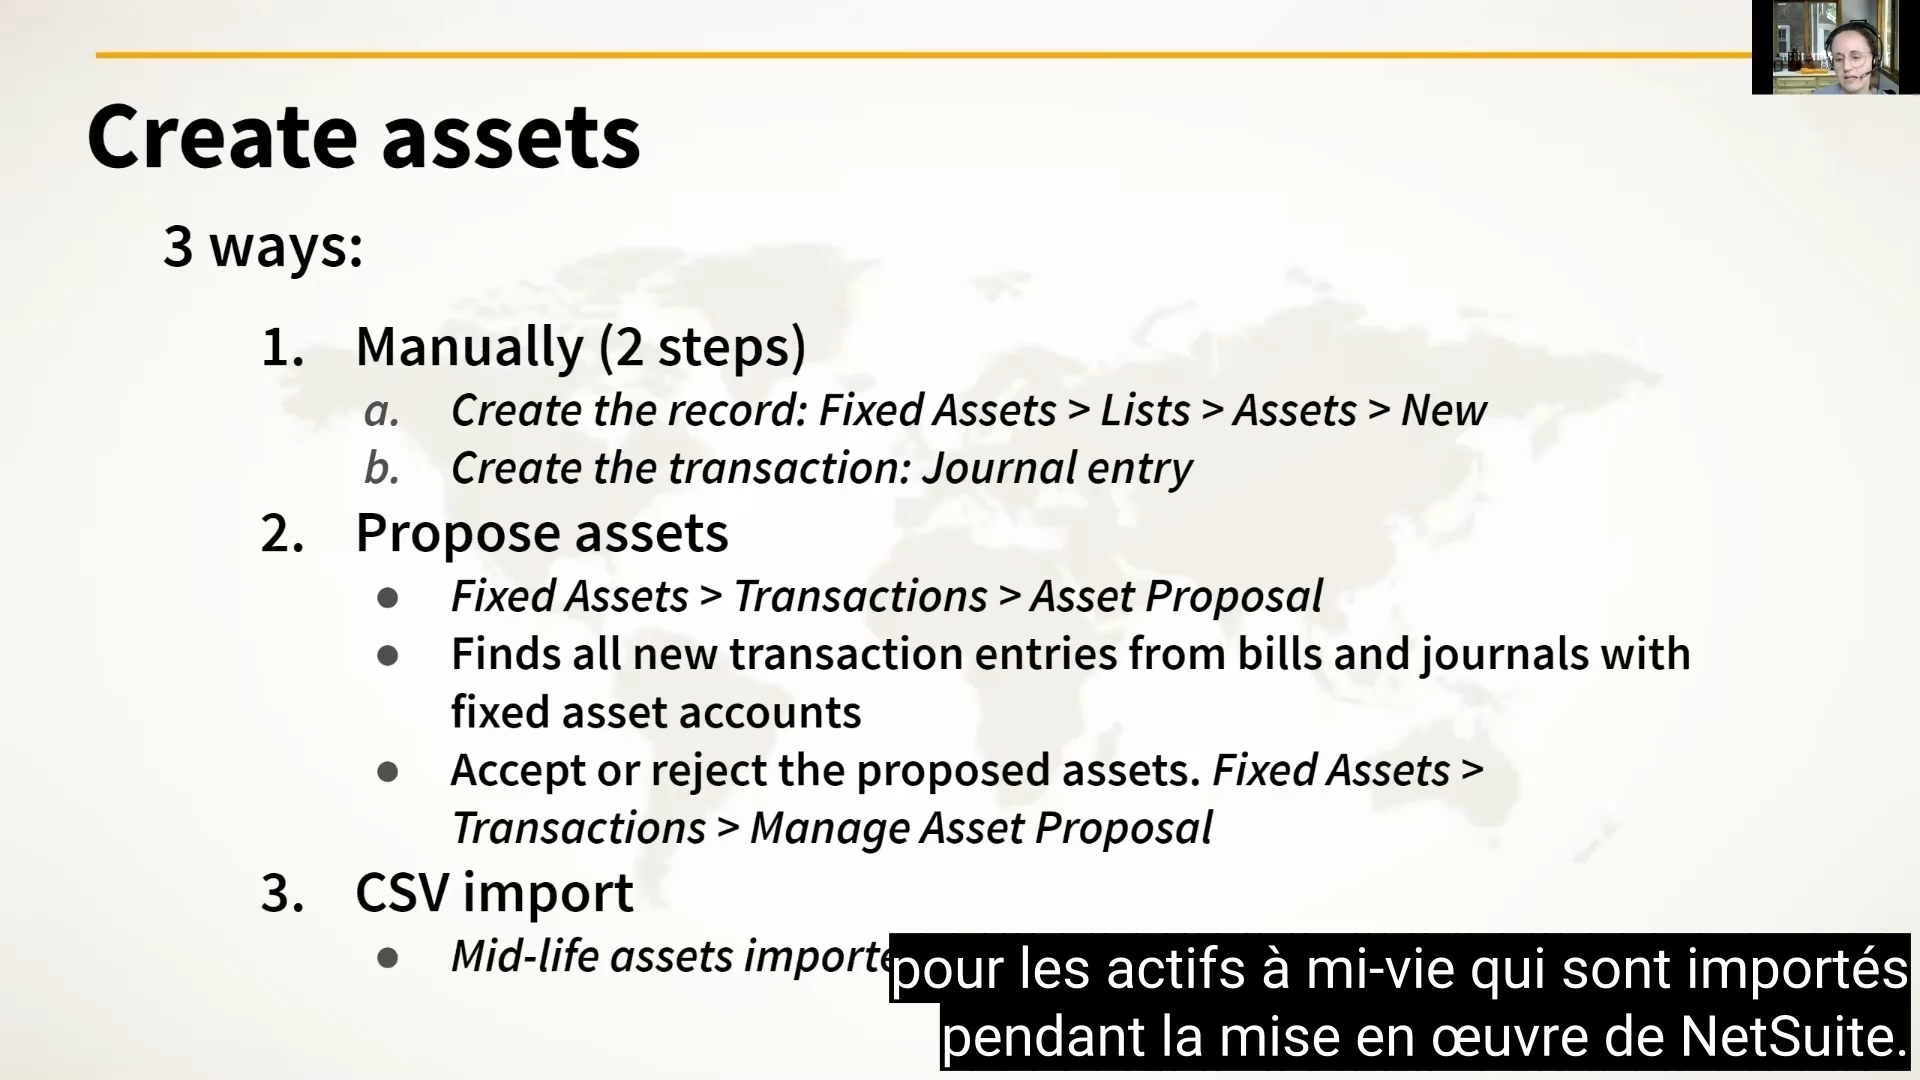 Create assets
3 ways:
1. Manually (2 steps)
a. Create the record: Fixed Assets > Lists > Assets > New
b. Create the transaction: Journal entry
2. Propose assets
● Fixed Assets > Transactions > Asset Proposal
● Finds all new transaction entries from bills and journals with
fixed asset accounts
● Accept or reject the proposed assets. Fixed Assets >
Transactions > Manage Asset Proposal
3. CSV import
● Mid-life assets
pour les actifs à mi-vie qui sont importés
pendant la mise en œuvre de NetSuite.